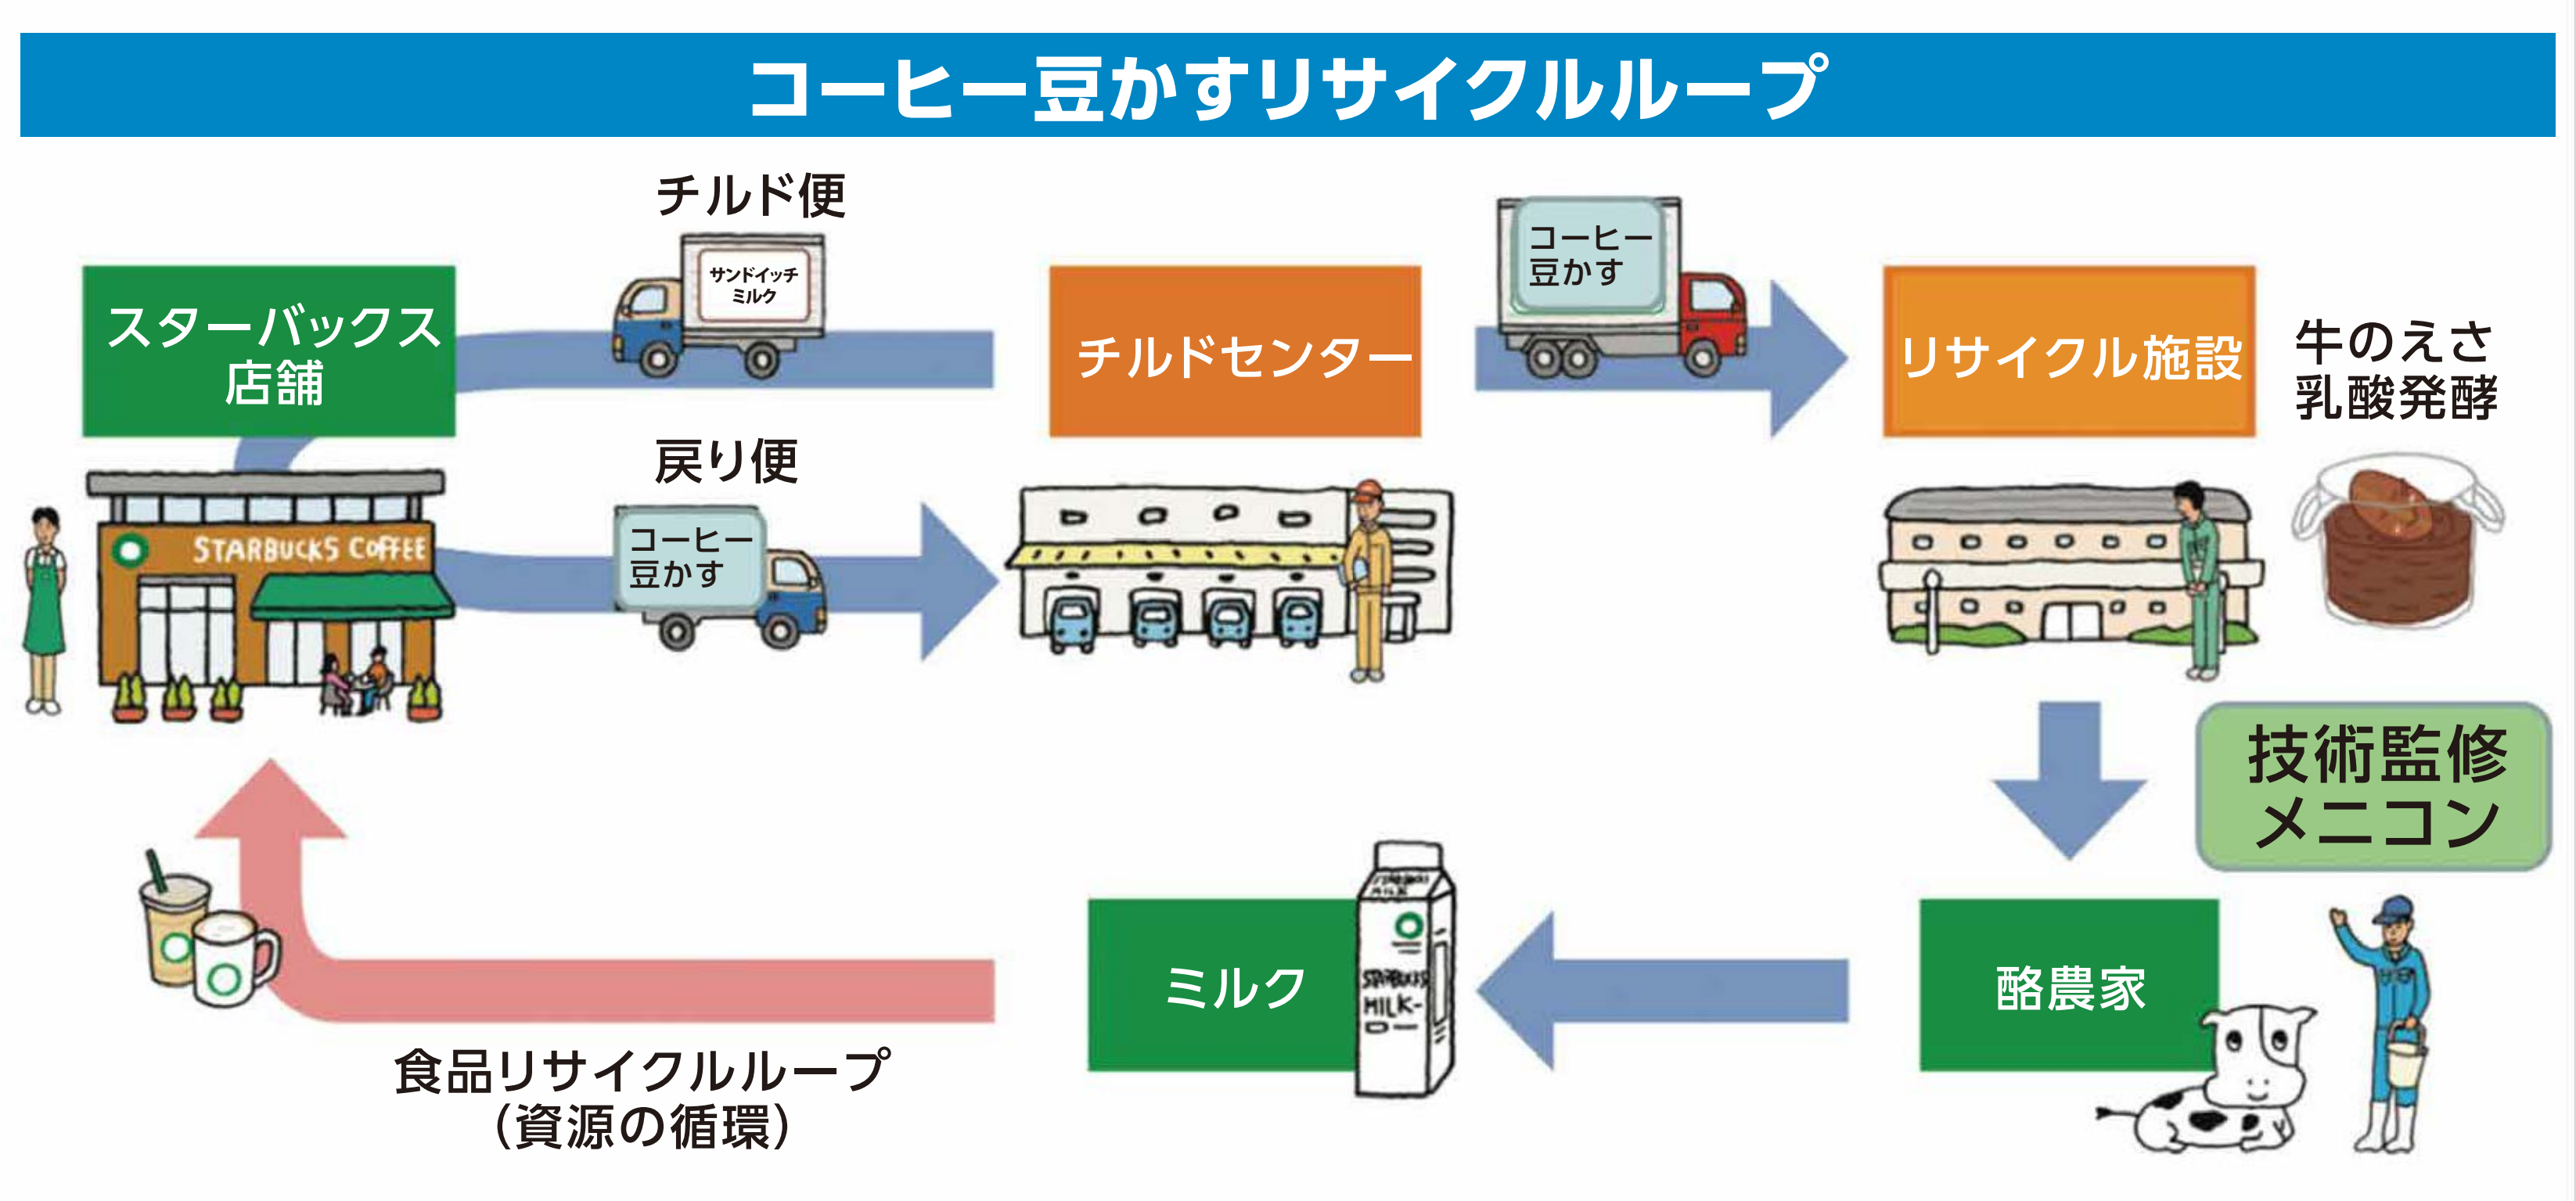 コーヒー豆かすリサイクルループ
チルド便
サンドイッチ
ミルク
スターバックス
店舗
チルドセンター
コーヒー
豆かす
リサイクル施設
牛のえさ
乳酸発酵
戻り便
コーヒー
豆かす
STARBUCKS COFFEE
技術監修
メニコン
ミルク
STARBUCKS
MILK
STARBUCKS
MILK-
酪農家
食品リサイクルループ
（資源の循環）